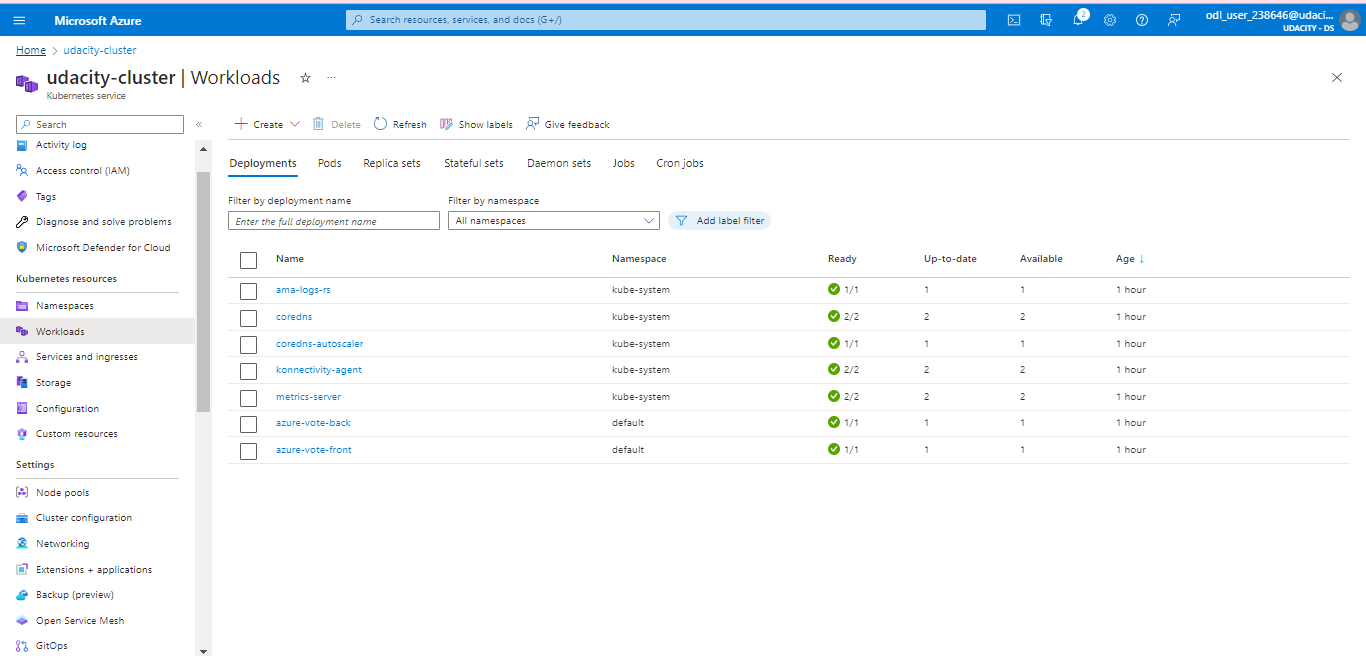 Microsoft Azure
Search resources, services, and docs (G+/)
2
odl_user_238646@udaci...
UDACITY - DS
Home > udacity-cluster
udacity-cluster | Workloads ☆ ...
Kubernetes service
Search «
Activity log
Access control (IAM)
Tags
Diagnose and solve problems
Microsoft Defender for Cloud
Kubernetes resources
Namespaces
Workloads
Services and ingresses
Storage
Configuration
Custom resources
Settings
Node pools
Cluster configuration
Networking
Extensions + applications
Backup (preview)
Open Service Mesh
GitOps
Create Delete Refresh Show labels Give feedback
Deployments Pods Replica sets Stateful sets Daemon sets Jobs Cron jobs
Filter by deployment name Filter by namespace
Enter the full deployment name All namespaces Add label filter
Name Namespace Ready Up-to-date Available Age ↓
ama-logs-rs kube-system 1/1 1 1 1 hour
coredns kube-system 2/2 2 2 1 hour
coredns-autoscaler kube-system 1/1 1 1 1 hour
konnectivity-agent kube-system 2/2 2 2 1 hour
metrics-server kube-system 2/2 2 2 1 hour
azure-vote-back default 1/1 1 1 1 hour
azure-vote-front default 1/1 1 1 1 hour